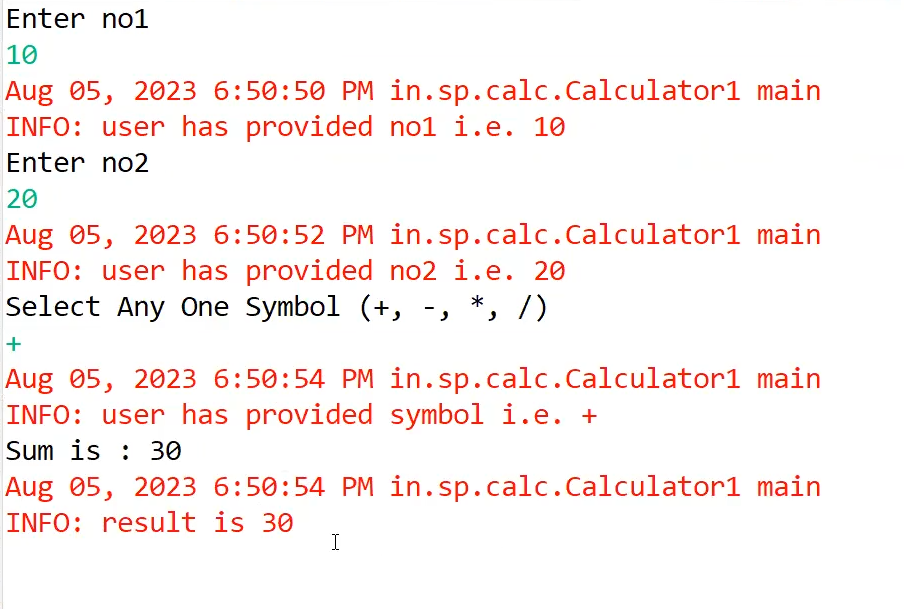 Enter no1
10
Aug 05, 2023 6:50:50 PM in.sp.calc.Calculator1 main
INFO: user has provided no1 i.e. 10
Enter no2
20
Aug 05, 2023 6:50:52 PM in.sp.calc.Calculator1 main
INFO: user has provided no2 i.e. 20
Select Any One Symbol (+, -, *, /)
+
Aug 05, 2023 6:50:54 PM in.sp.calc.Calculator1 main
INFO: user has provided symbol i.e. +
Sum is : 30
Aug 05, 2023 6:50:54 PM in.sp.calc.Calculator1 main
INFO: result is 30